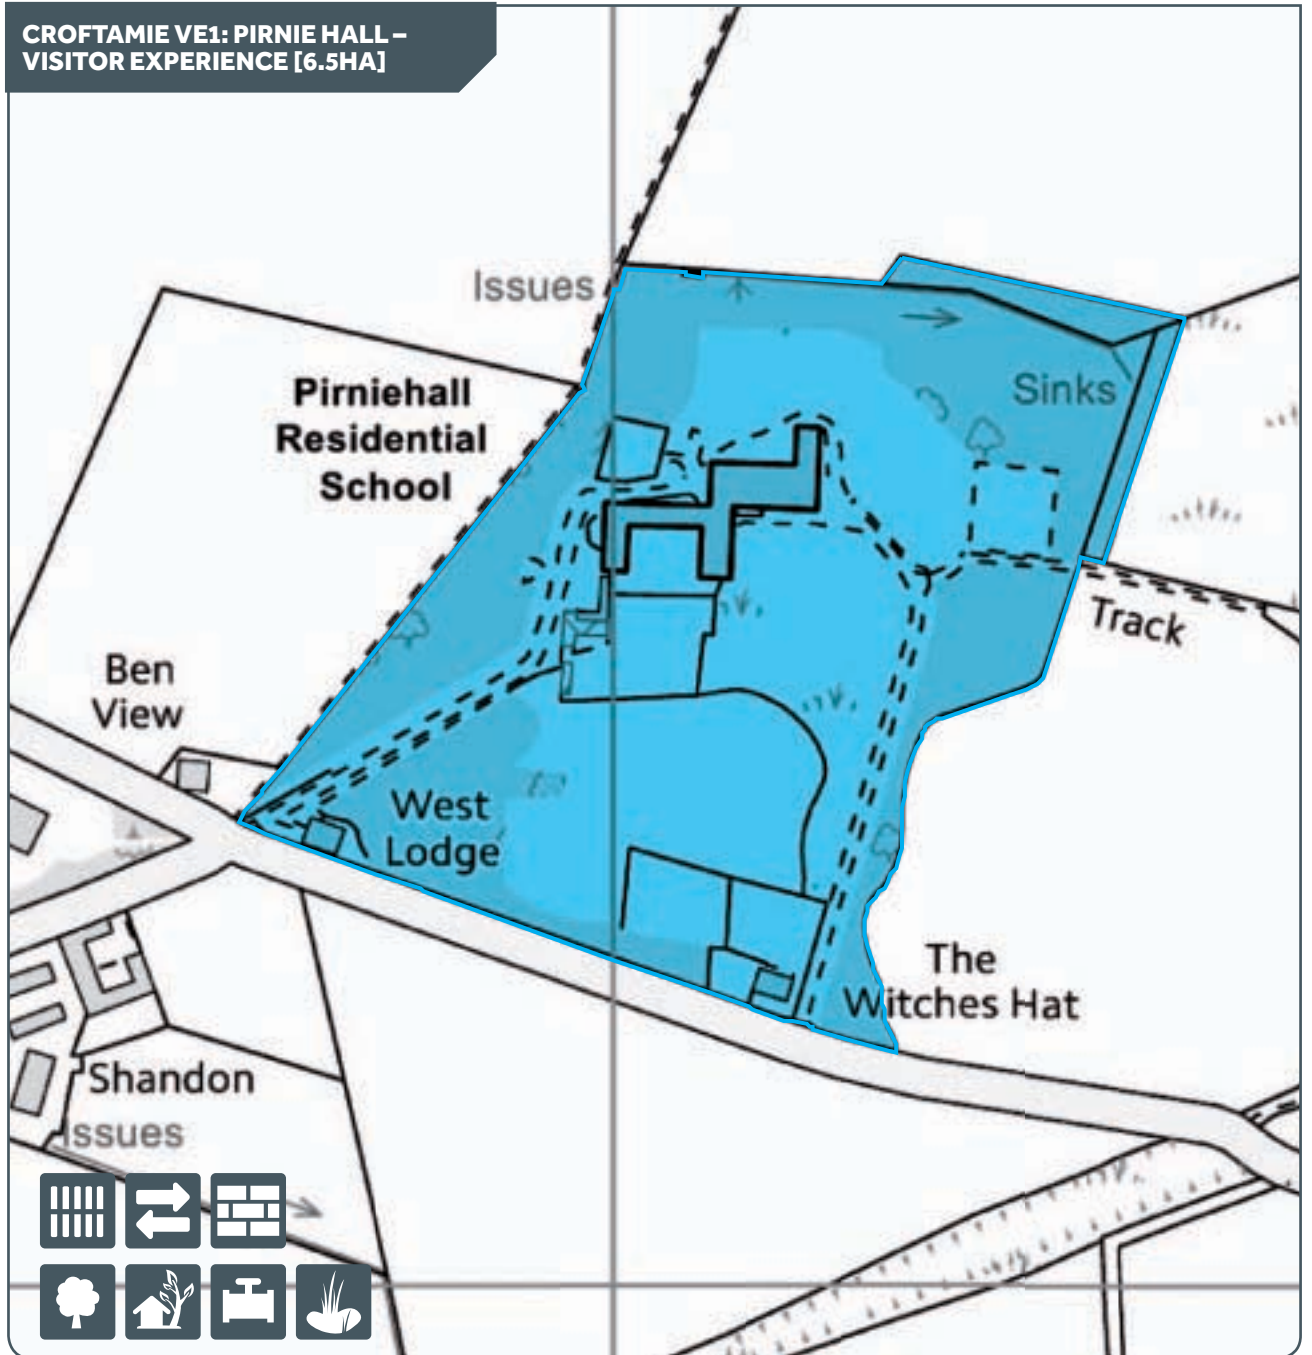 CROFTAMIE VE1: PIRNIE HALL –
VISITOR EXPERIENCE [6.5HA]
Issues
Pirniehall
Residential
School
Sinks
Track
Ben
View
West
Lodge
The
Witches Hat
Shandon
Issues